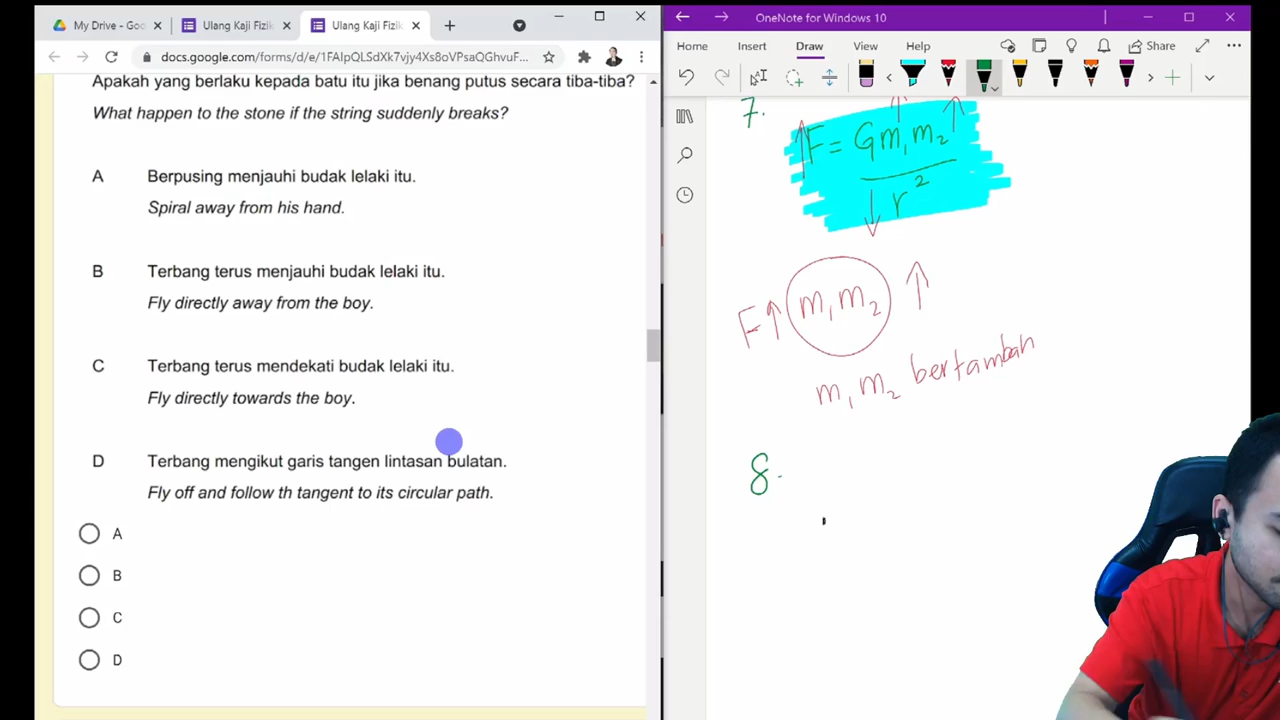 My Drive - Goo
Ulang Kaji Fizik
Ulang Kaji Fizik
docs.google.com/forms/d/e/1FAIpQLSdXk7vjy4Xs8oVPsaQGhvuF...
Apakah yang berlaku kepada batu itu jika benang putus secara tiba-tiba?
What happen to the stone if the string suddenly breaks?
A Berpusing menjauhi budak lelaki itu.
Spiral away from his hand.
B Terbang terus menjauhi budak lelaki itu.
Fly directly away from the boy.
C Terbang terus mendekati budak lelaki itu.
Fly directly towards the boy.
D Terbang mengikut garis tangen lintasan bulatan.
Fly off and follow th tangent to its circular path.
A
B
C
D
OneNote for Windows 10
Home Insert Draw View Help Share
7.
↑F = Gm₁m₂
↓ r²
F↑ m₁m₂ ↑
m₁m₂ bertambah
8.